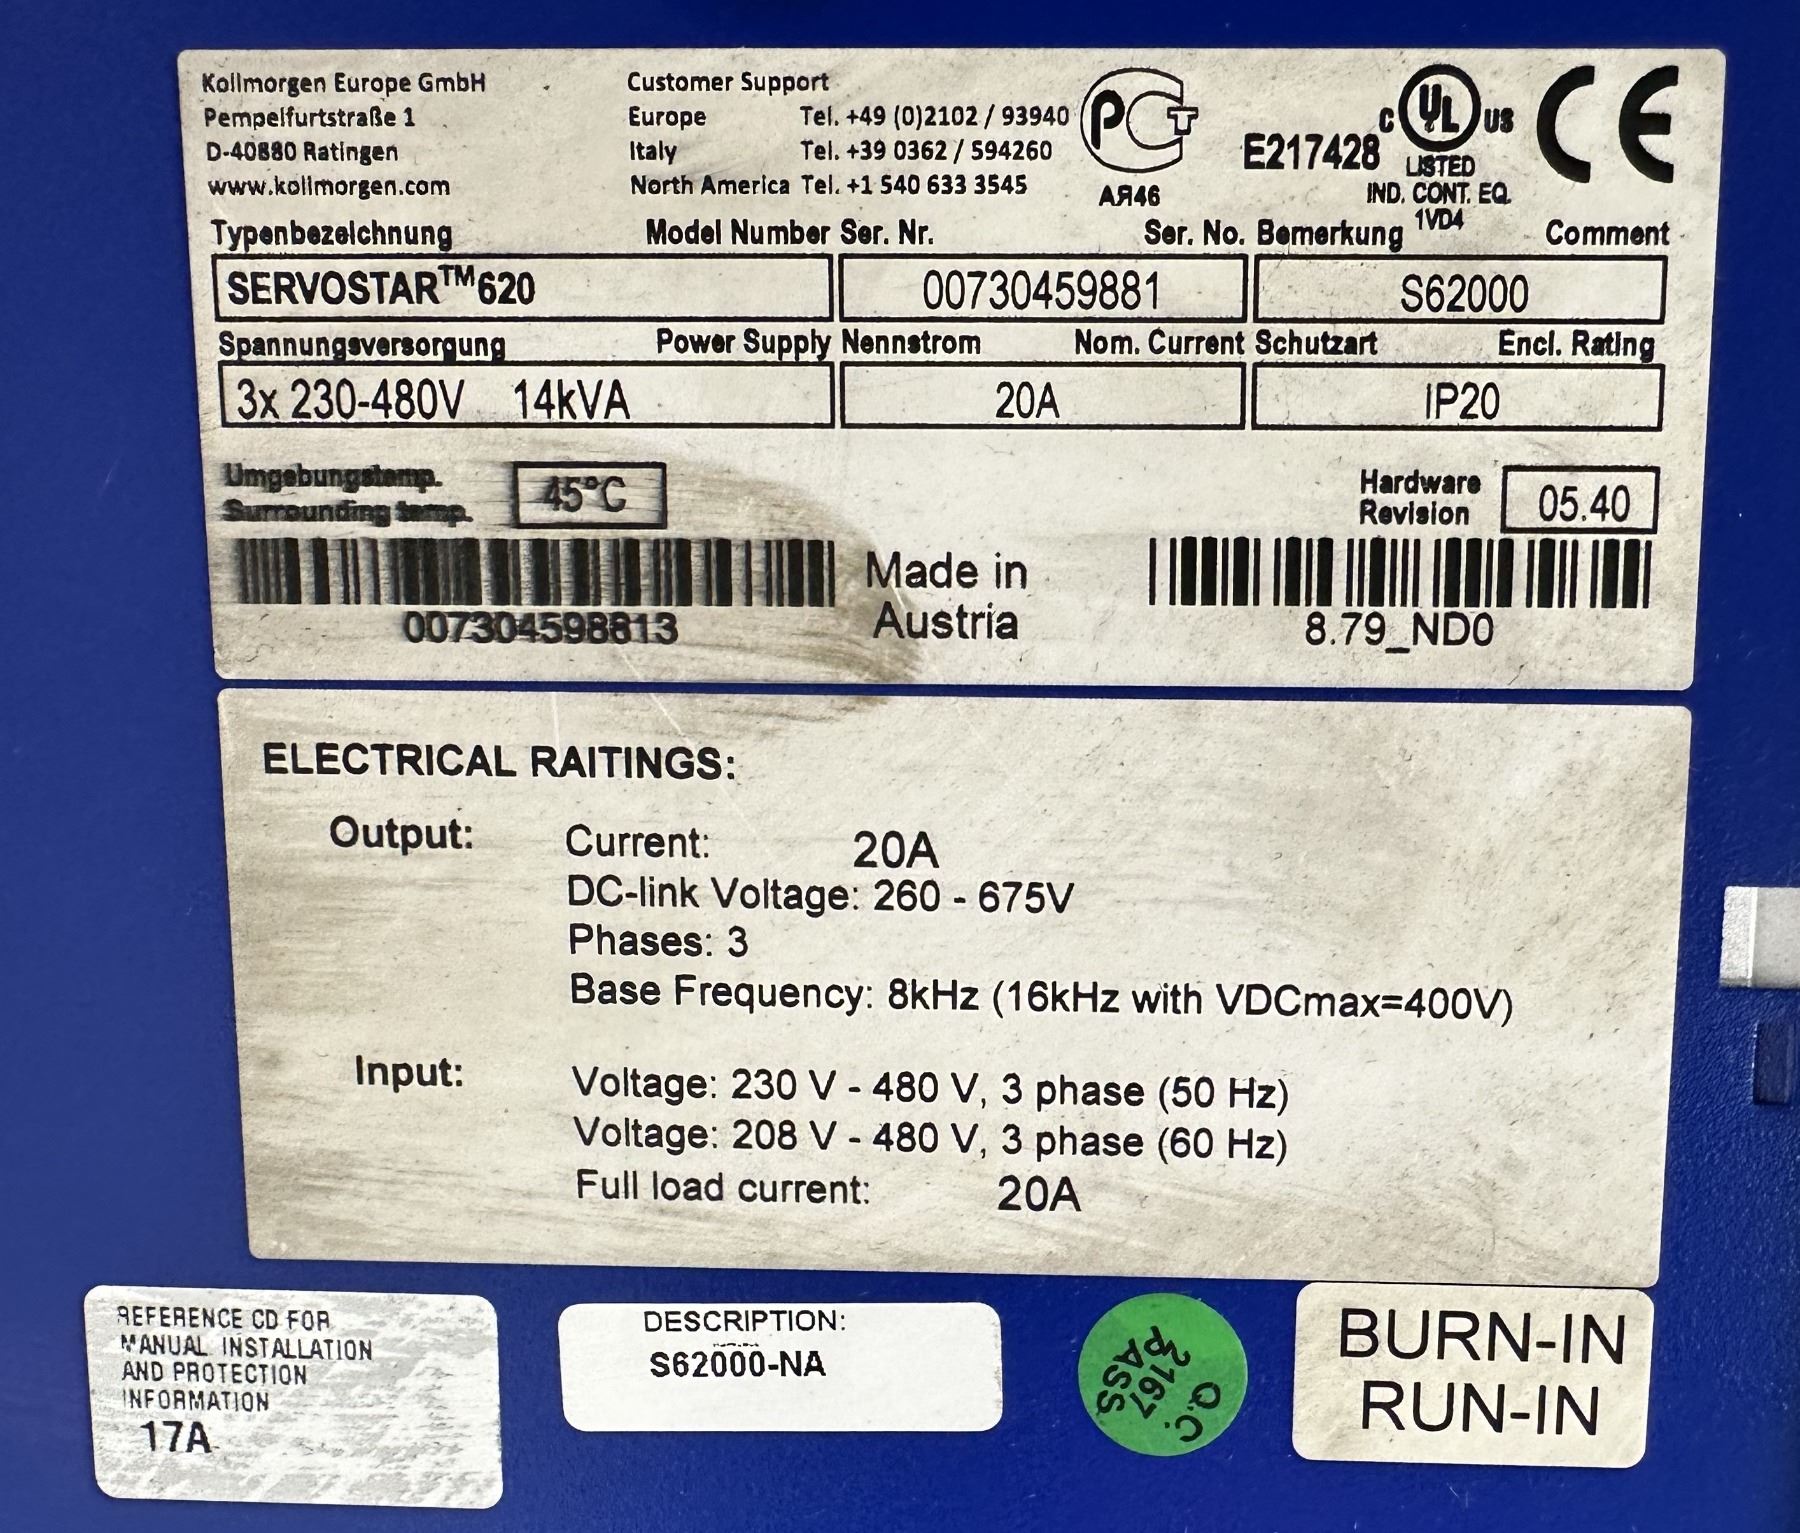 Kollmorgen Europe GmbH
Pempelfurtstraße 1
D-40880 Ratingen
www.kollmorgen.com
Customer Support
Europe Tel. +49 (0)2102 / 93940
Italy Tel. +39 0362 / 594260
North America Tel. +1 540 633 3545
РСТ
АЯ46
E217428
C UL US
LISTED
IND. CONT. EQ.
1VD4
CE
Typenbezeichnung Model Number Ser. Nr. Ser. No. Bemerkung Comment
SERVOSTAR™620 00730459881 S62000
Spannungsversorgung Power Supply Nennstrom Nom. Current Schutzart Encl. Rating
3x 230-480V 14kVA 20A IP20
Umgebungstemp.
Surrounding temp.
45°C
Hardware
Revision
05.40
007304598813
Made in
Austria
8.79_ND0
ELECTRICAL RAITINGS:
Output: Current: 20A
DC-link Voltage: 260 - 675V
Phases: 3
Base Frequency: 8kHz (16kHz with VDCmax=400V)
Input: Voltage: 230 V - 480 V, 3 phase (50 Hz)
Voltage: 208 V - 480 V, 3 phase (60 Hz)
Full load current: 20A
REFERENCE CD FOR
MANUAL INSTALLATION
AND PROTECTION
INFORMATION
17A
DESCRIPTION:
S62000-NA
Q.C.
2167
PASS
BURN-IN
RUN-IN